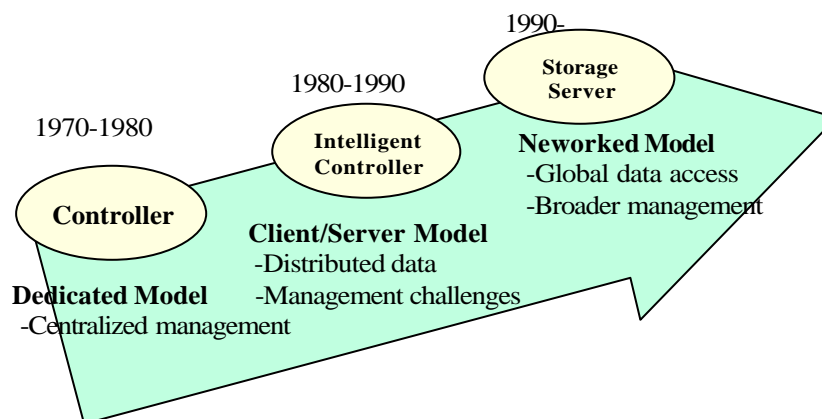 1970-1980
Controller
Dedicated Model
-Centralized management
1980-1990
Intelligent
Controller
Client/Server Model
-Distributed data
-Management challenges
1990-
Storage
Server
Neworked Model
-Global data access
-Broader management